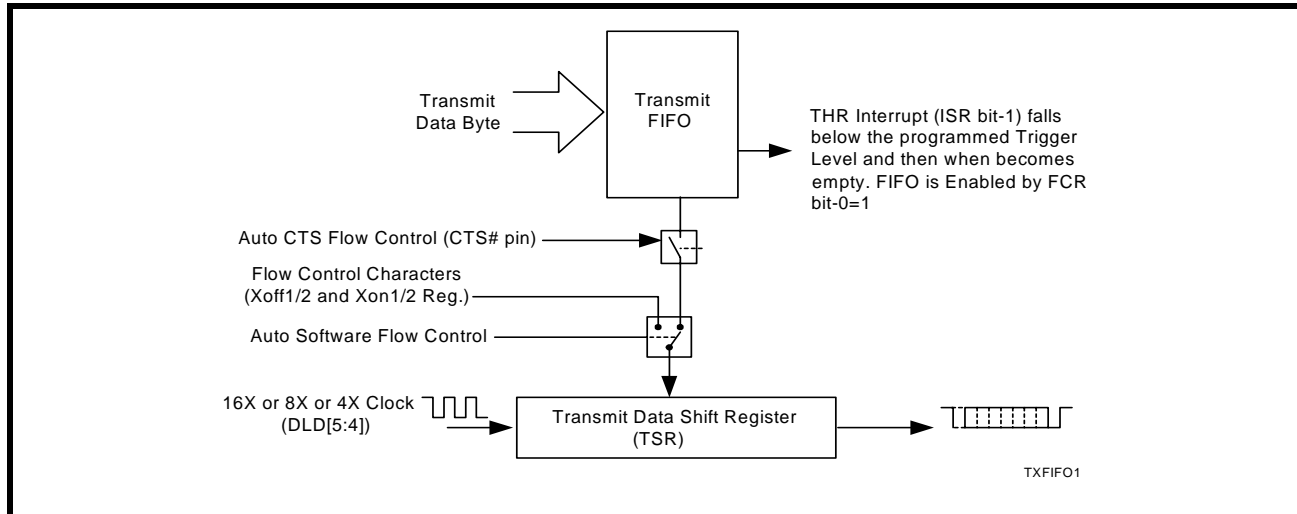 Transmit
Data Byte
Transmit
FIFO
THR Interrupt (ISR bit-1) falls
below the programmed Trigger
Level and then when becomes
empty. FIFO is Enabled by FCR
bit-0=1
Auto CTS Flow Control (CTS# pin)
Flow Control Characters
(Xoff1/2 and Xon1/2 Reg.)
Auto Software Flow Control
16X or 8X or 4X Clock
(DLD[5:4])
Transmit Data Shift Register
(TSR)
TXFIFO1